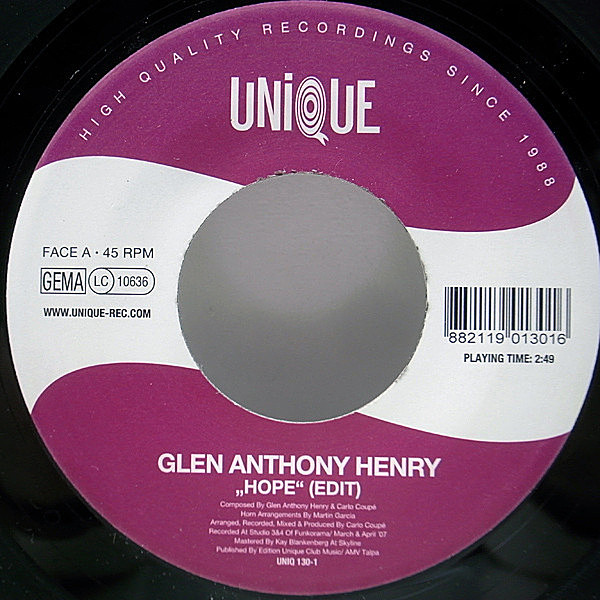 HIGH QUALITY RECORDINGS SINCE 1988
UNiQUE
FACE A · 45 RPM
GEMA LC 10636
WWW.UNIQUE-REC.COM
882119 013016
PLAYING TIME: 2:49
GLEN ANTHONY HENRY
„HOPE“ (EDIT)
Composed By Glen Anthony Henry & Carlo Coupé
Horn Arrangements By Martin Garcia
Arranged, Recorded, Mixed & Produced By Carlo Coupé
Recorded At Studio 3&4 Of Funkorama/ March & April '07
Mastered By Kay Blankenberg At Skyline
Published By Edition Unique Club Music/ AMV Talpa
UNIQ 130-1